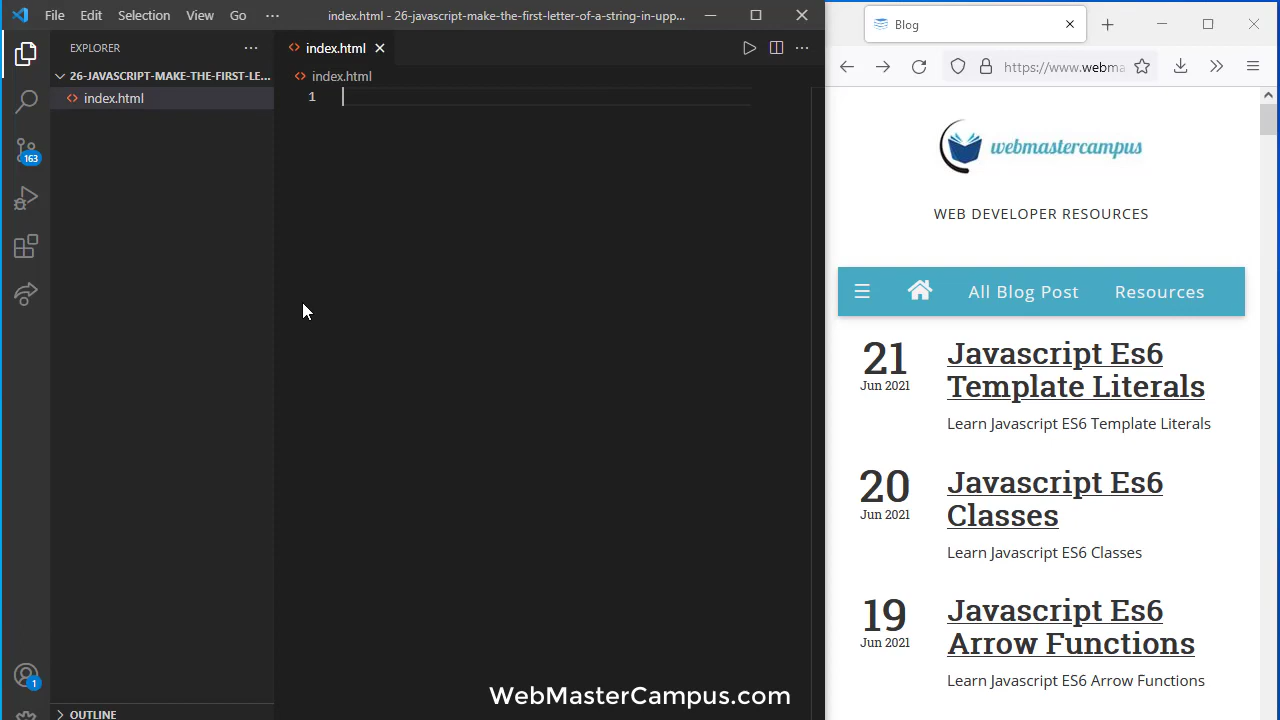 File Edit Selection View Go ··· index.html - 26-javascript-make-the-first-letter-of-a-string-in-upp...
EXPLORER ···
26-JAVASCRIPT-MAKE-THE-FIRST-LE...
index.html
OUTLINE
163
1
index.html
index.html
1
WebMasterCampus.com
Blog
https://www.webma
webmastercampus
WEB DEVELOPER RESOURCES
All Blog Post Resources
21
Jun 2021
Javascript Es6
Template Literals
Learn Javascript ES6 Template Literals
20
Jun 2021
Javascript Es6
Classes
Learn Javascript ES6 Classes
19
Jun 2021
Javascript Es6
Arrow Functions
Learn Javascript ES6 Arrow Functions